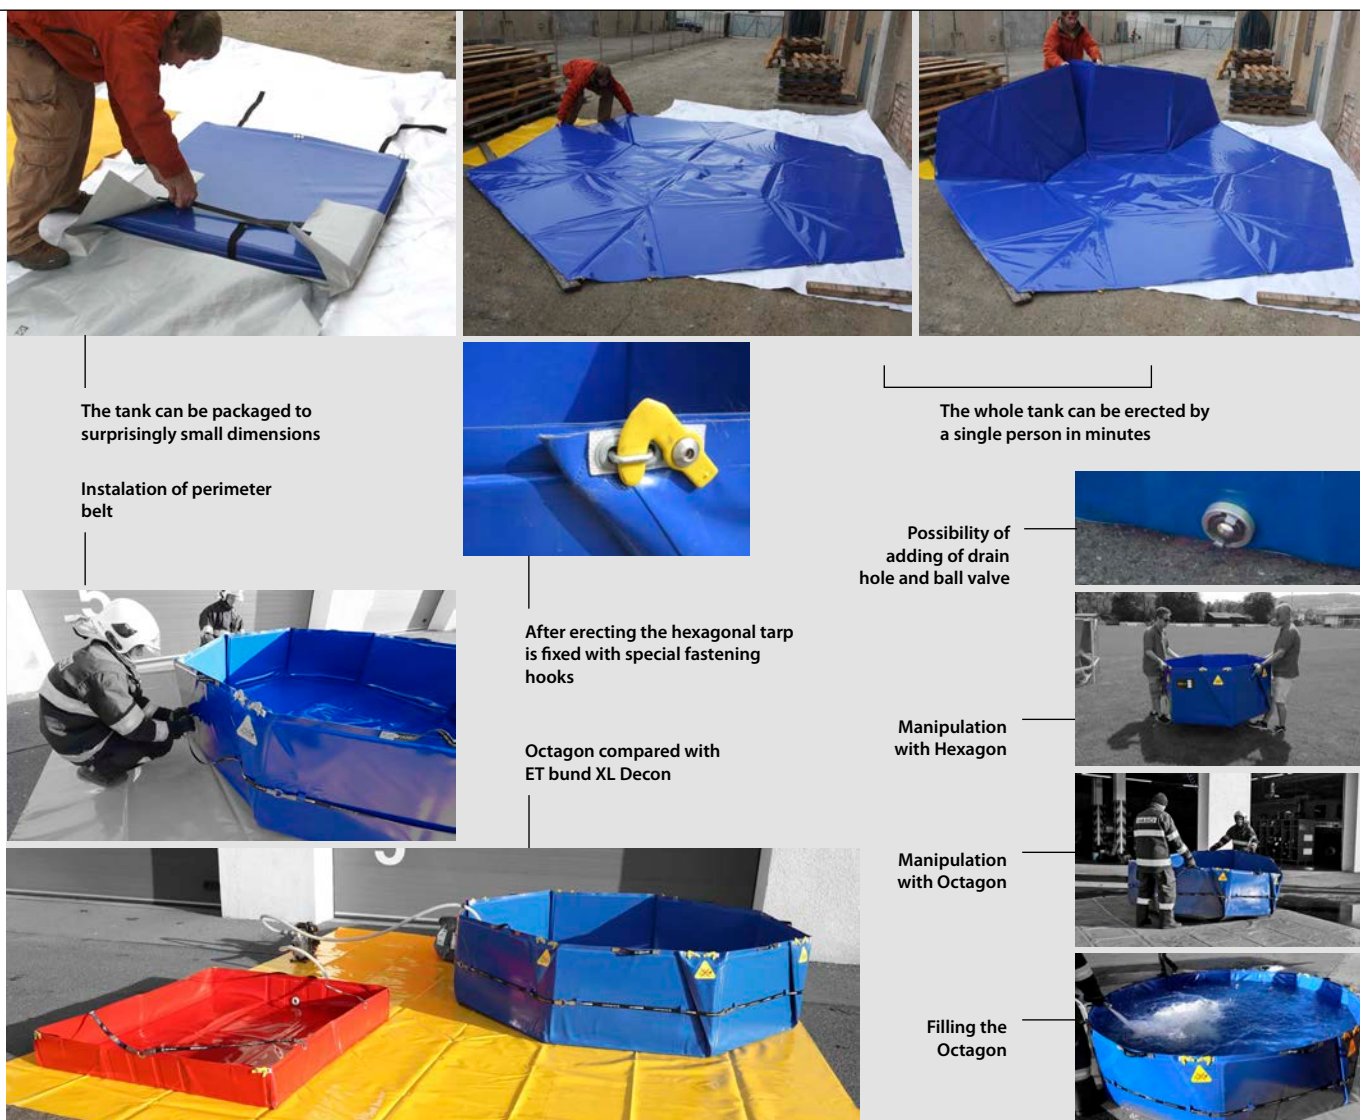 The tank can be packaged to
surprisingly small dimensions
The whole tank can be erected by
a single person in minutes
Instalation of perimeter
belt
Possibility of
adding of drain
hole and ball valve
After erecting the hexagonal tarp
is fixed with special fastening
hooks
Manipulation
with Hexagon
Octagon compared with
ET bund XL Decon
Manipulation
with Octagon
Filling the
Octagon